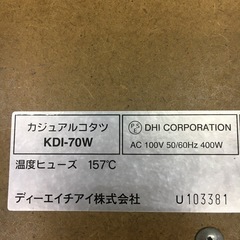 カジュアルコタツ
KDI-70W
PSE DHI CORPORATION
AC 100V 50/60Hz 400W
温度ヒューズ 157℃
ディーエイチアイ株式会社
U103381